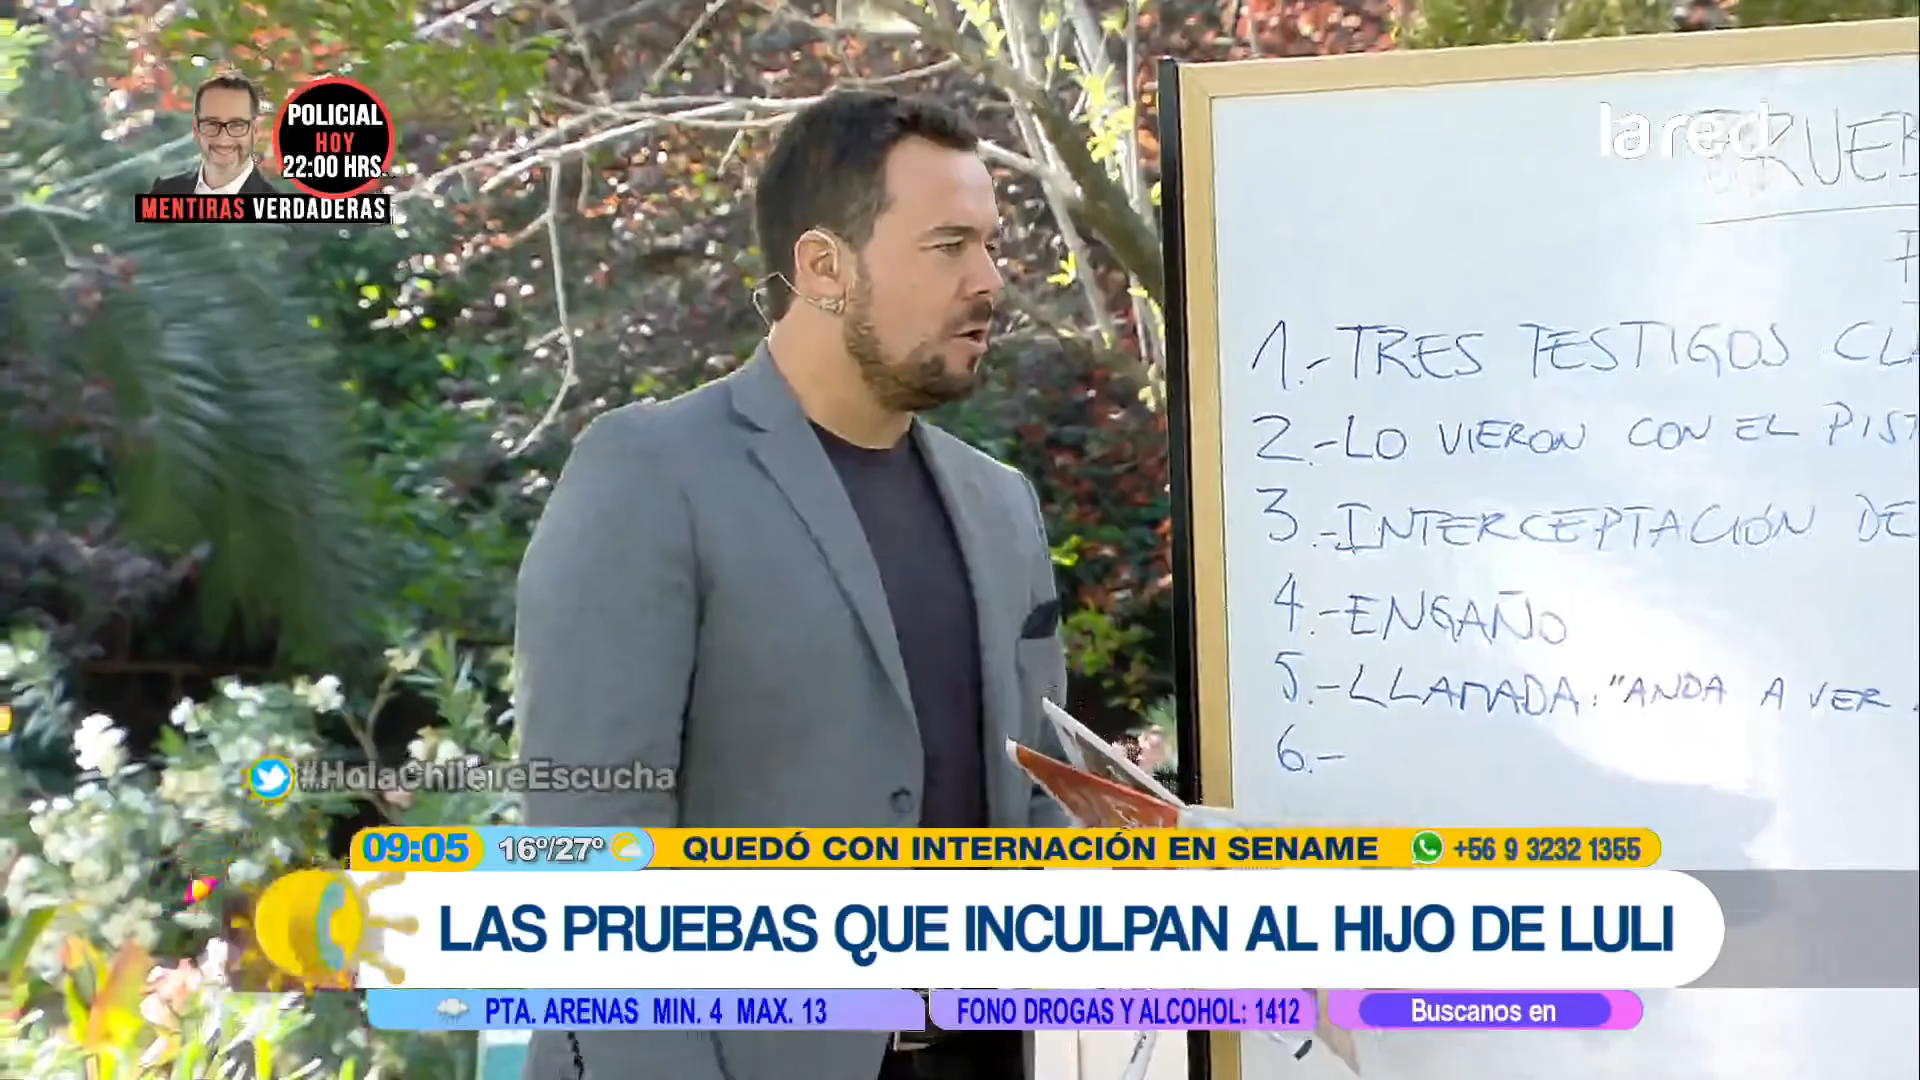 POLICIAL
HOY
22:00 HRS.
MENTIRAS VERDADERAS
la red
1.- TRES TESTIGOS
2.- LO VIERON CON EL
3.- INTERCEPTACIÓN DE
4.- ENGAÑO
5.- LLAMADA: "ANDA A VER
6.-
#HolaChileTeEscucha
09:05 16º/27º QUEDÓ CON INTERNACIÓN EN SENAME +56 9 3232 1355
LAS PRUEBAS QUE INCULPAN AL HIJO DE LULI
PTA. ARENAS MIN. 4 MAX. 13 FONO DROGAS Y ALCOHOL: 1412 Buscanos en